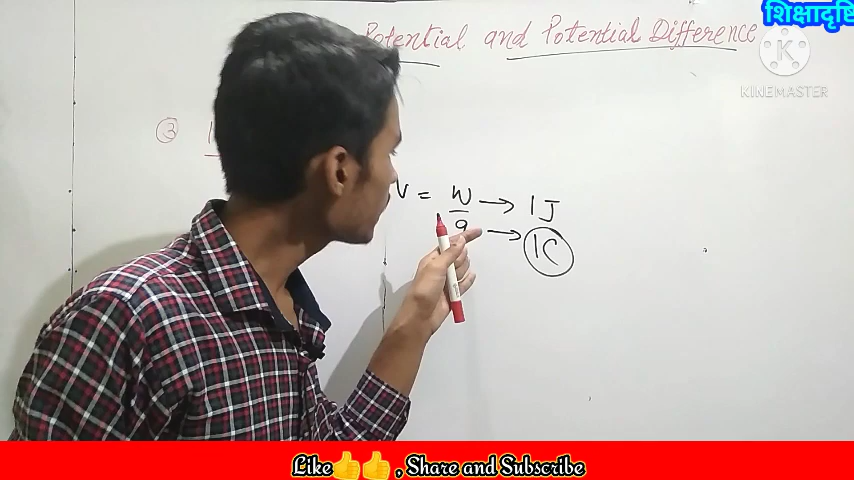 शिक्षादृष्टि
Potential and Potential Difference
KINEMASTER
③
V = W/q → 1J
→ 1C
Like👍👍, Share and Subscribe